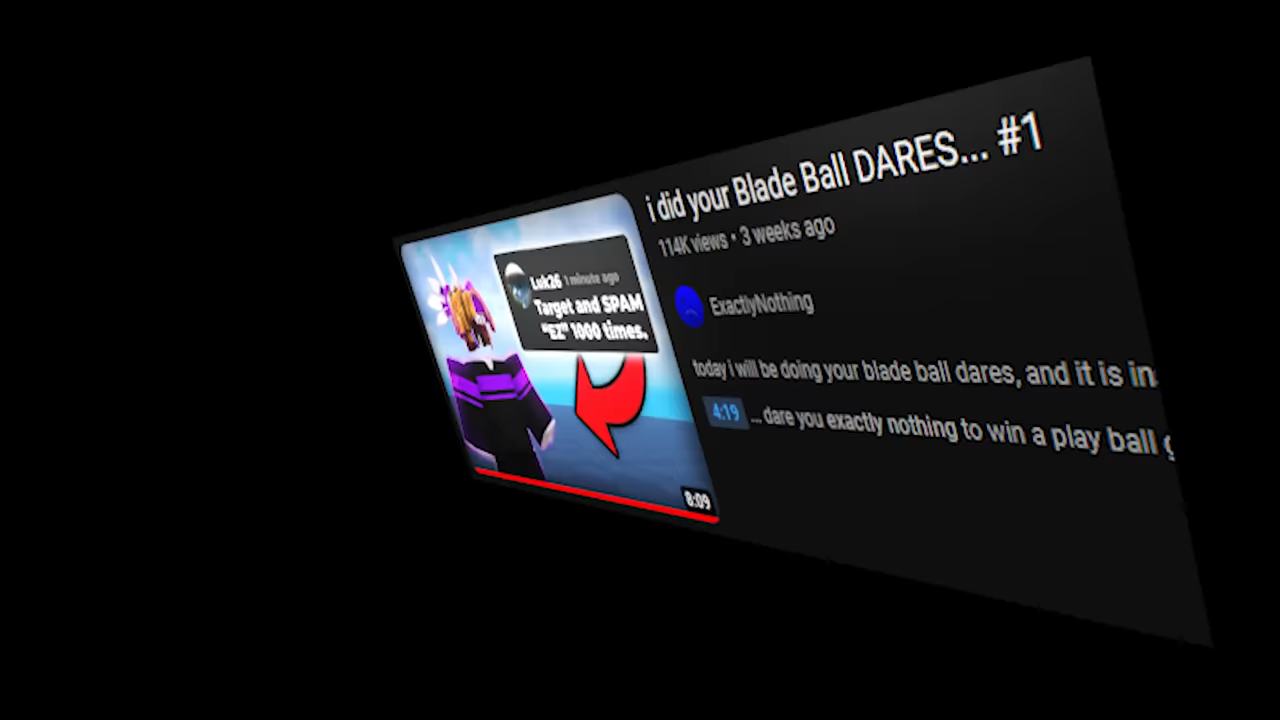 i did your Blade Ball DARES... #1
114K views • 3 weeks ago
ExactlyNothing
today i will be doing your blade ball dares, and it is in
4:19 ... dare you exactly nothing to win a play ball
Luk26 1 minute ago
Target and SPAM
"EZ" 1000 times.
8:09